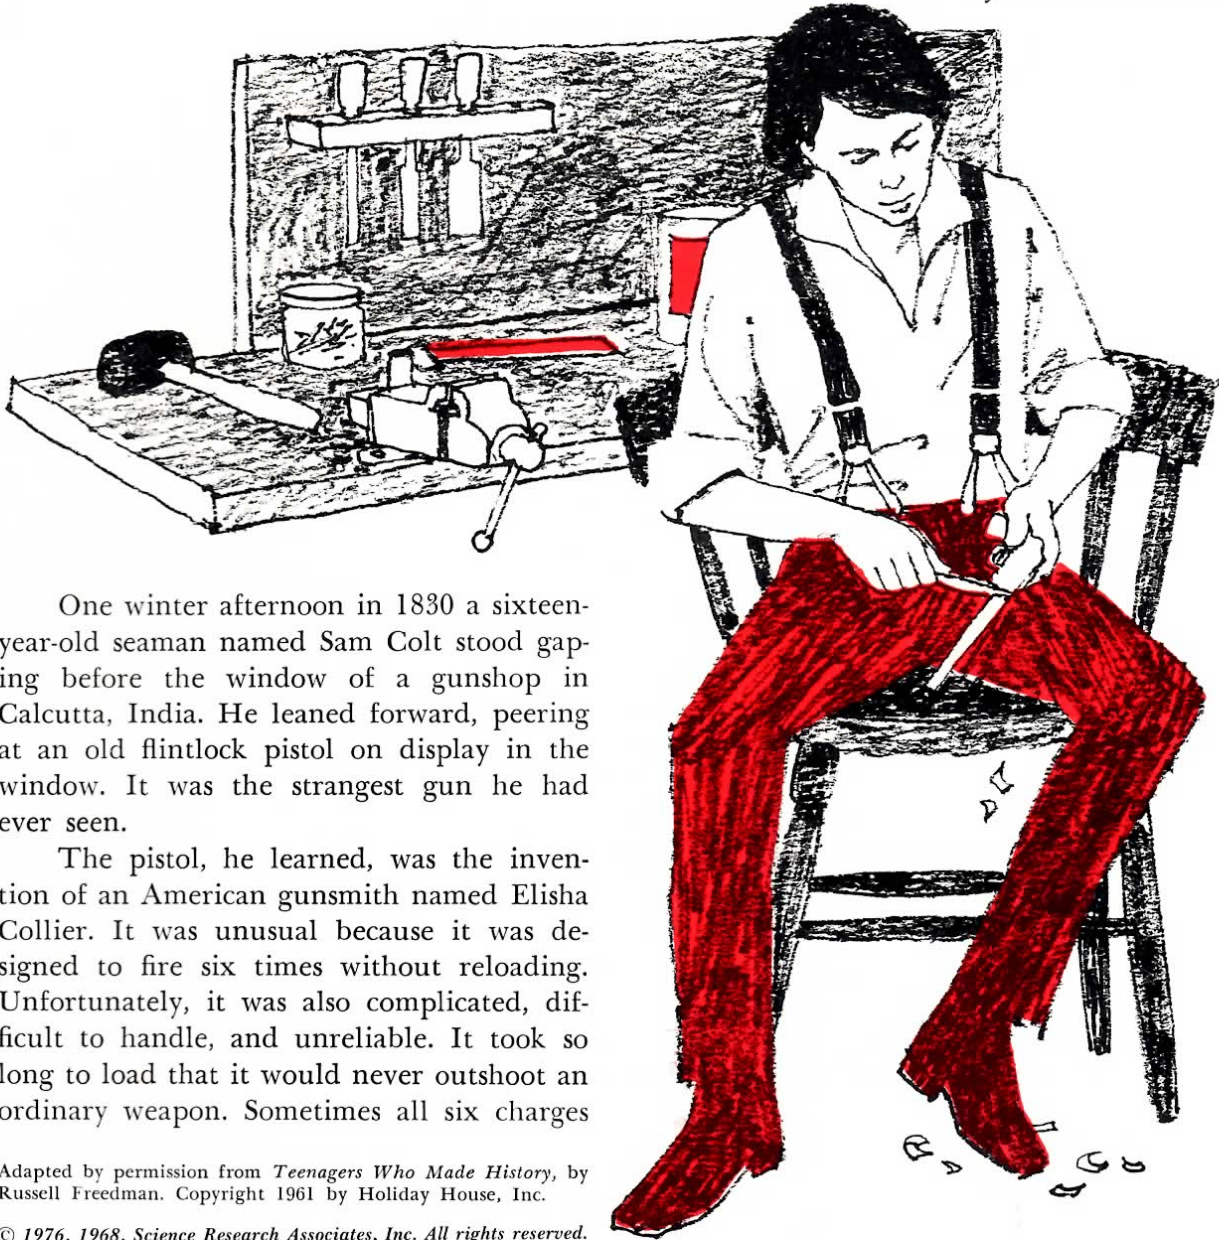 One winter afternoon in 1830 a sixteen-
year-old seaman named Sam Colt stood gap-
ing before the window of a gunshop in
Calcutta, India. He leaned forward, peering
at an old flintlock pistol on display in the
window. It was the strangest gun he had
ever seen.
The pistol, he learned, was the inven-
tion of an American gunsmith named Elisha
Collier. It was unusual because it was de-
signed to fire six times without reloading.
Unfortunately, it was also complicated, dif-
ficult to handle, and unreliable. It took so
long to load that it would never outshoot an
ordinary weapon. Sometimes all six charges
Adapted by permission from Teenagers Who Made History, by
Russell Freedman. Copyright 1961 by Holiday House, Inc.
© 1976, 1968, Science Research Associates, Inc. All rights reserved.